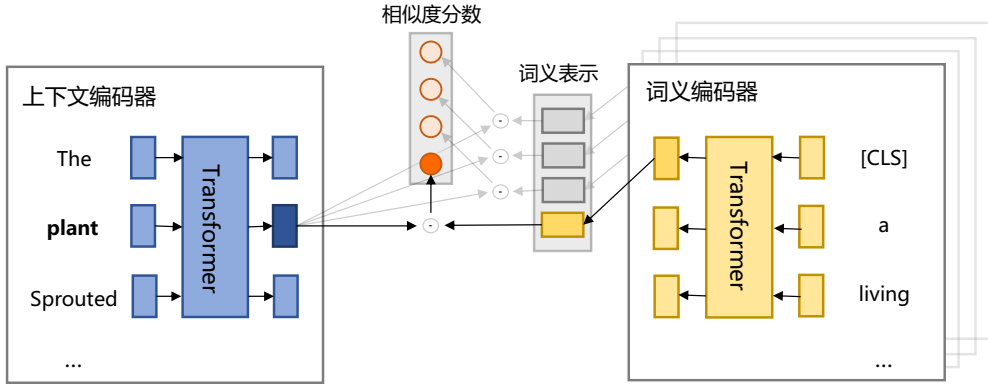 相似度分数
上下文编码器
The
plant
Sprouted
...
Transformer
词义表示
词义编码器
Transformer
[CLS]
a
living
...